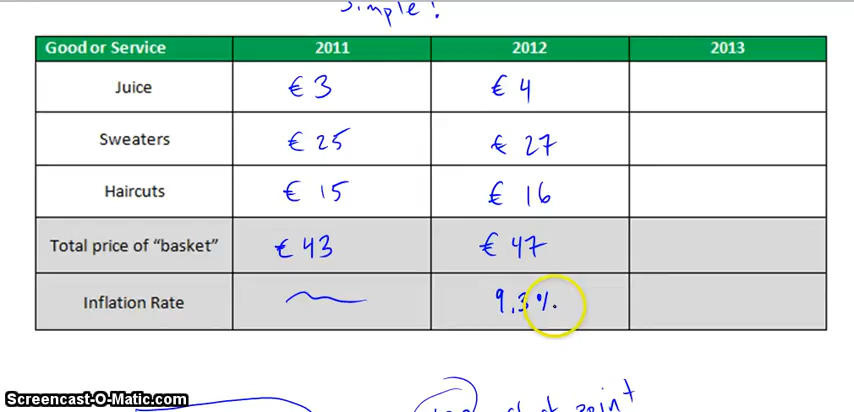 simple!
Good or Service 2011 2012 2013
Juice € 3 € 4
Sweaters € 25 € 27
Haircuts € 15 € 16
Total price of “basket” € 43 € 47
Inflation Rate 9.3%
point
Screencast-O-Matic.com